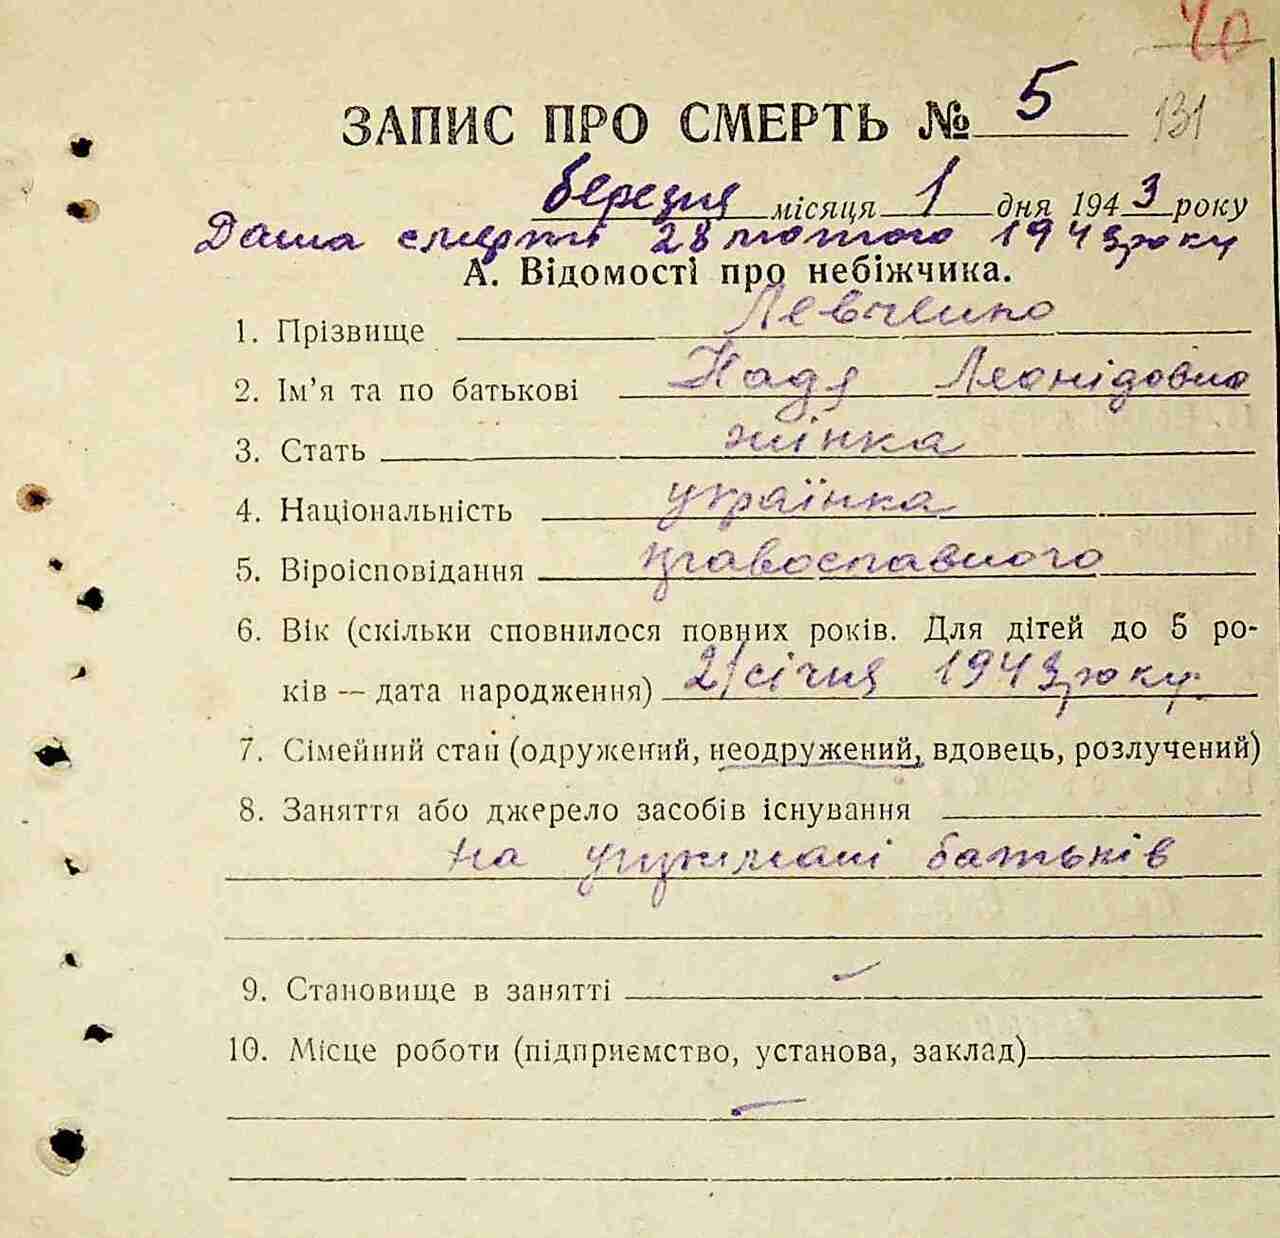 40
ЗАПИС ПРО СМЕРТЬ № 5 131
березня місяця 1 дня 1943 року
Дата смерти 28 лютого 1943 року
А. Відомості про небіжчика.
1. Прізвище Левченко
2. Ім'я та по батькові Надя Леонідовна
3. Стать жінка
4. Національність українка
5. Віроісповідання православного
6. Вік (скільки сповнилося повних років. Для дітей до 5 ро-
ків — дата народження) 21 січня 1943 року.
7. Сімейний стан (одружений, неодружений, вдовець, розлучений)
8. Заняття або джерело засобів існування
на утримані батьків
9. Становище в занятті
10. Місце роботи (підприємство, установа, заклад)